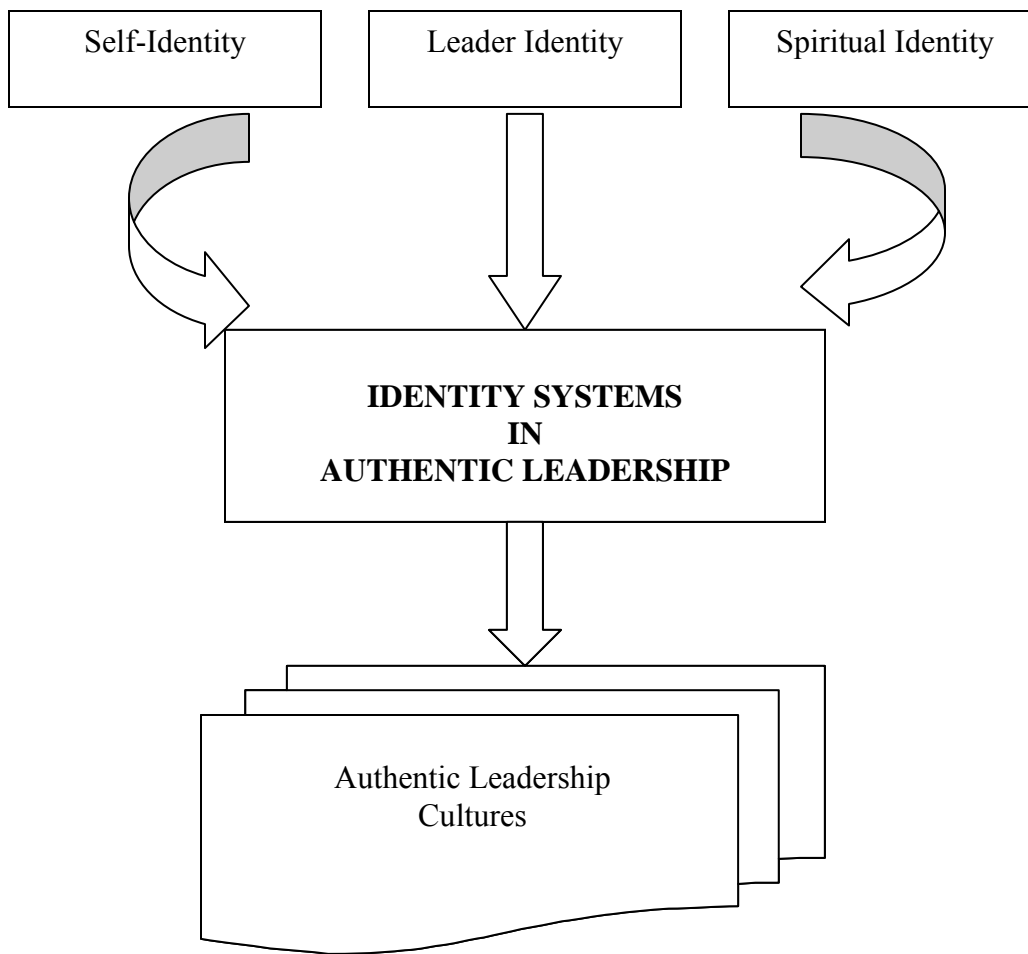 Self-Identity
Leader Identity
Spiritual Identity
IDENTITY SYSTEMS
IN
AUTHENTIC LEADERSHIP
Authentic Leadership
Cultures